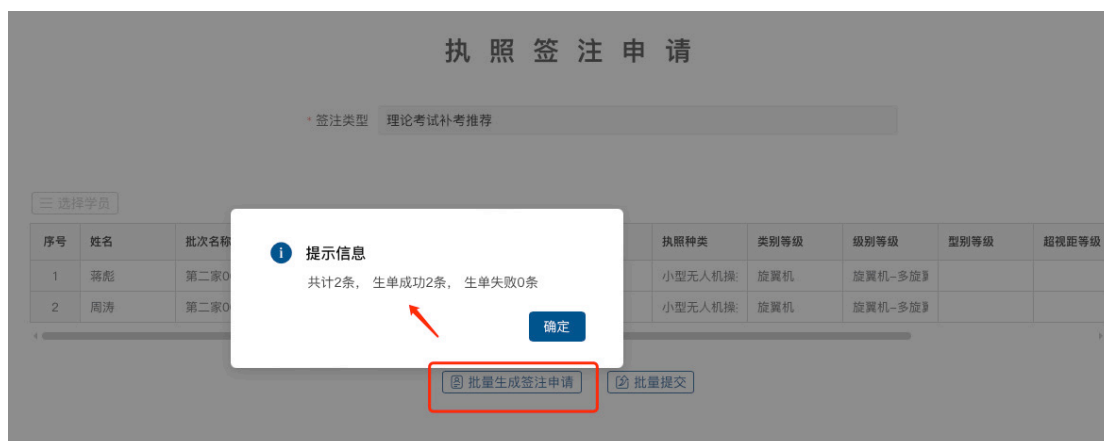 执照签注申请
* 签注类型 理论考试补考推荐
选择学员
序号 姓名 批次名称 执照种类 类别等级 级别等级 型别等级 超视距等级
1 蒋彪 第二家0 小型无人机操 旋翼机 旋翼机-多旋翼
2 周涛 第二家0 小型无人机操 旋翼机 旋翼机-多旋翼
提示信息
共计2条， 生单成功2条， 生单失败0条
确定
批量生成签注申请 批量提交